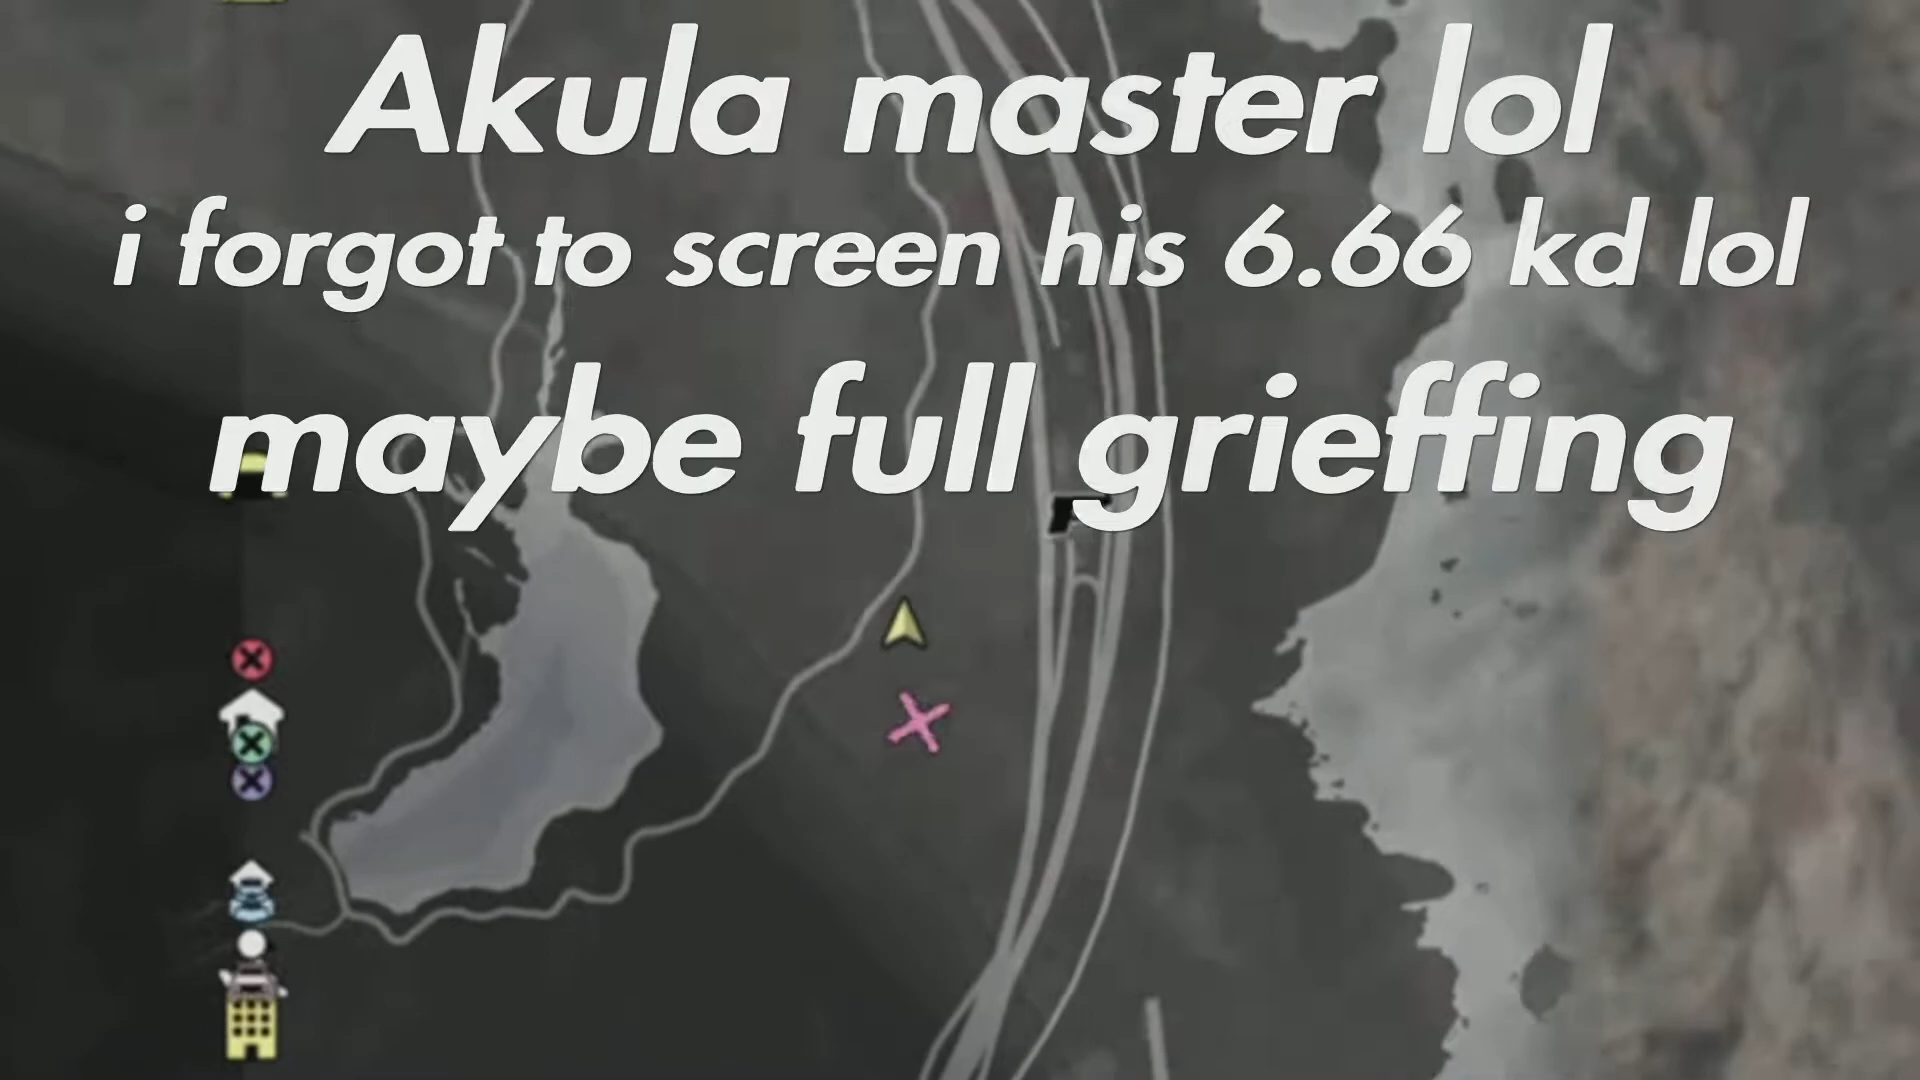 Akula master lol
i forgot to screen his 6.66 kd lol
maybe full grieffing